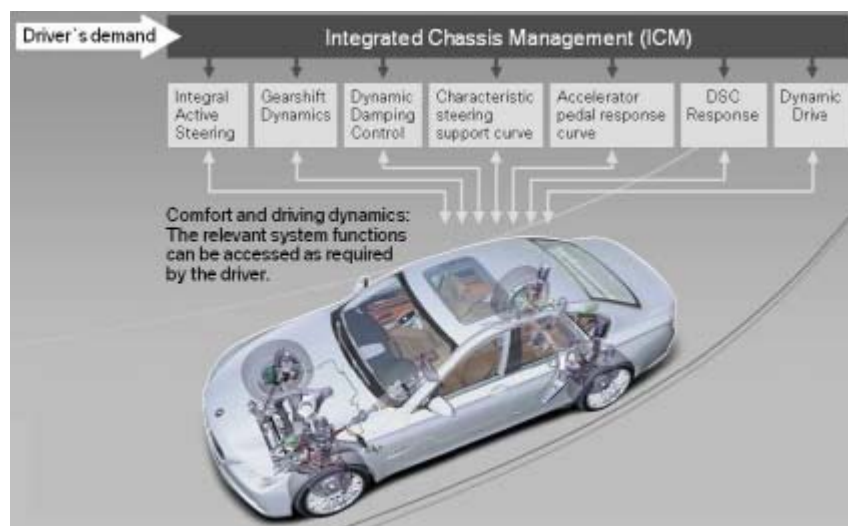 Driver`s demand
Integrated Chassis Management (ICM)
Integral
Active
Steering
Gearshift
Dynamics
Dynamic
Damping
Control
Characteristic
steering
support curve
Accelerator
pedal response
curve
DSC
Response
Dynamic
Drive
Comfort and driving dynamics:
The relevant system functions
can be accessed as required
by the driver.